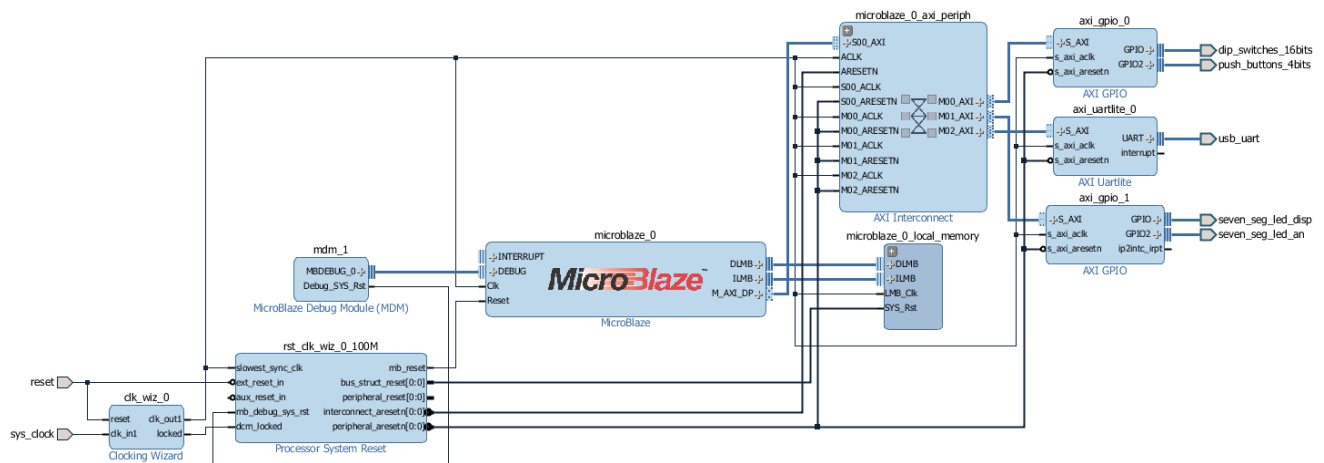 microblaze_0_axi_periph
S00_AXI
ACLK
ARESETN
S00_ACLK
S00_ARESETN
M00_ACLK
M00_ARESETN
M01_ACLK
M01_ARESETN
M02_ACLK
M02_ARESETN
M00_AXI
M01_AXI
M02_AXI
AXI Interconnect
axi_gpio_0
S_AXI
s_axi_aclk
s_axi_aresetn
GPIO
GPIO2
AXI GPIO
dip_switches_16bits
push_buttons_4bits
axi_uartlite_0
S_AXI
s_axi_aclk
s_axi_aresetn
UART
interrupt
AXI Uartlite
usb_uart
axi_gpio_1
S_AXI
s_axi_aclk
s_axi_aresetn
GPIO
GPIO2
ip2intc_irpt
AXI GPIO
seven_seg_led_disp
seven_seg_led_an
mdm_1
MBDEBUG_0
Debug_SYS_Rst
MicroBlaze Debug Module (MDM)
microblaze_0
INTERRUPT
DEBUG
Clk
Reset
MicroBlaze™
DLMB
ILMB
M_AXI_DP
MicroBlaze
microblaze_0_local_memory
DLMB
ILMB
LMB_Clk
SYS_Rst
rst_clk_wiz_0_100M
slowest_sync_clk
ext_reset_in
aux_reset_in
mb_debug_sys_rst
dcm_locked
mb_reset
bus_struct_reset[0:0]
peripheral_reset[0:0]
interconnect_aresetn[0:0]
peripheral_aresetn[0:0]
Processor System Reset
reset
sys_clock
clk_wiz_0
reset
clk_in1
clk_out1
locked
Clocking Wizard